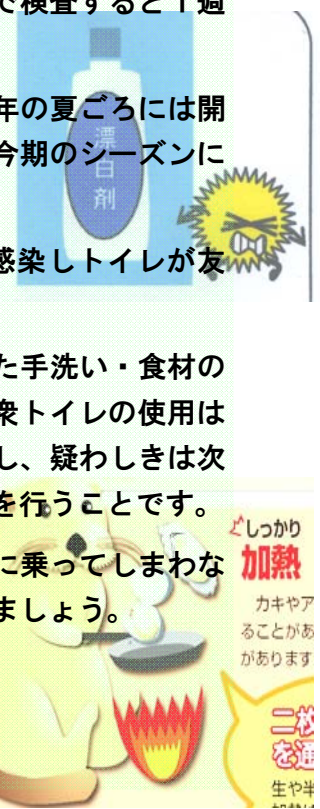 で検査すると１週
年の夏ごろには開
今期のシーズンに
漂白剤
感染しトイレが友
た手洗い・食材の
衆トイレの使用は
し、疑わしきは次
を行うことです。
に乗ってしまわな
ましょう。
しっかり
加熱
カキやア
ることがあ
があります
二枚
を通
生や半